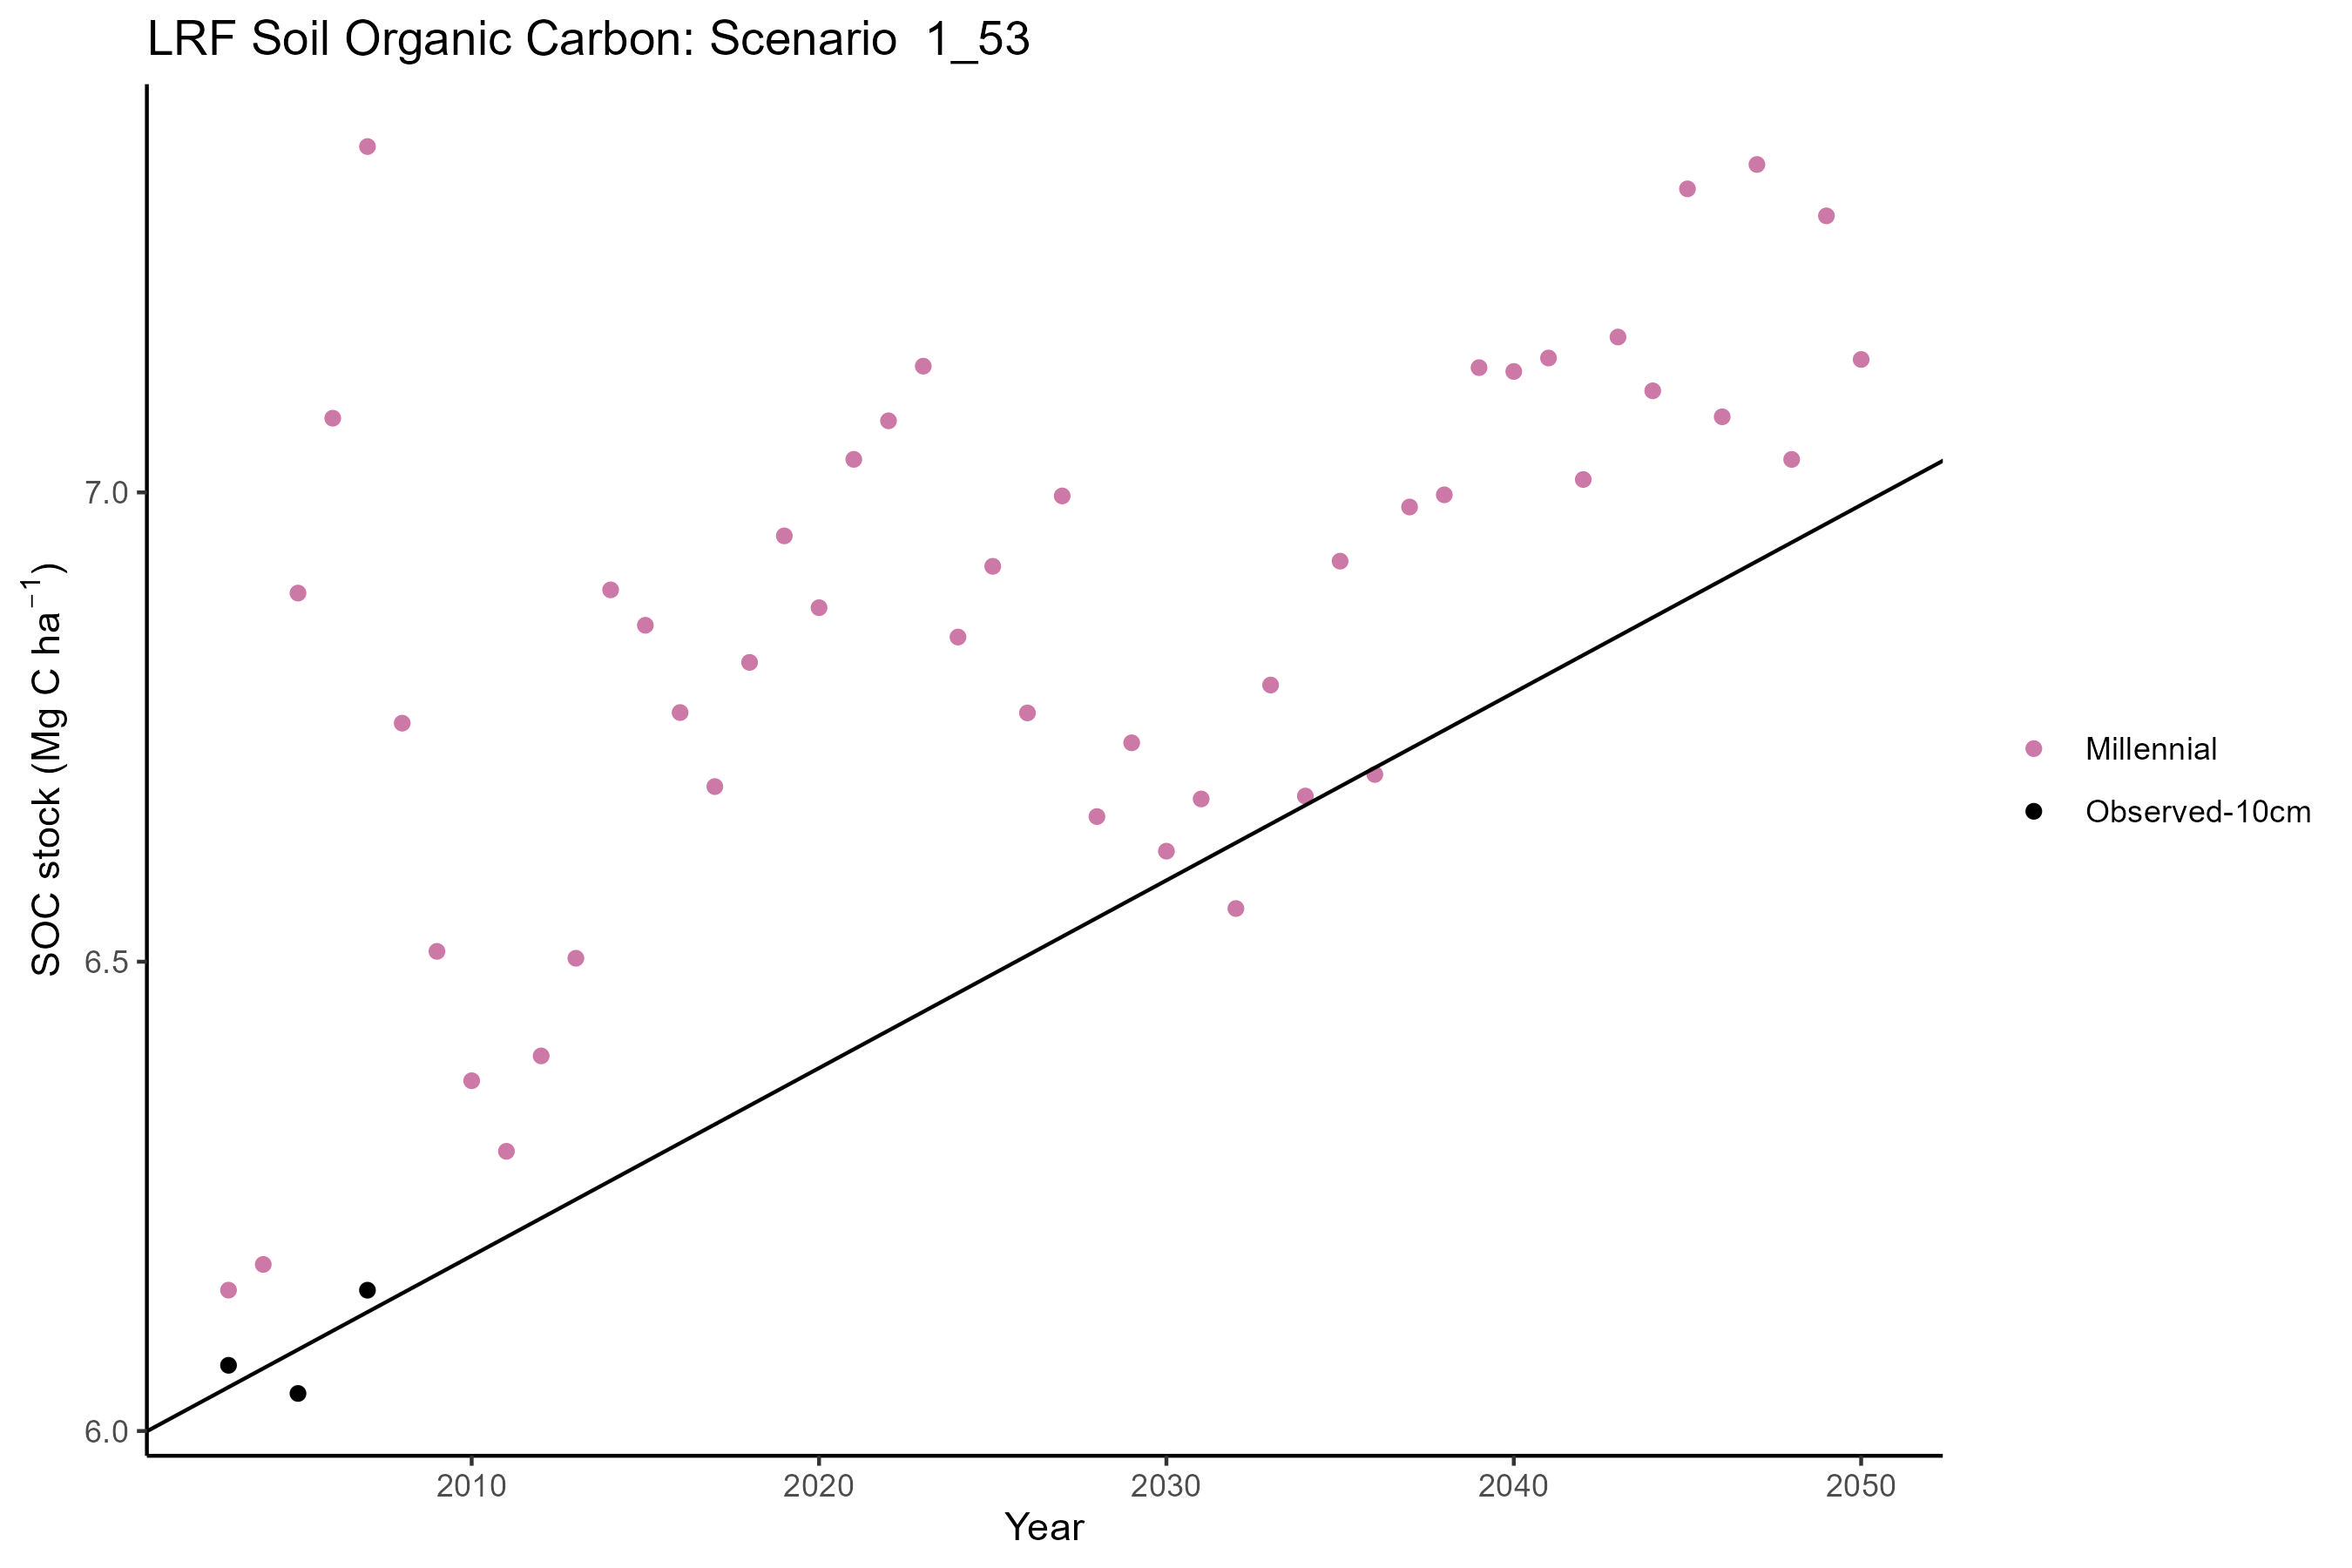 LRF Soil Organic Carbon: Scenario  1_53
SOC stock (Mg C ha⁻¹)
7.0
6.5
6.0
2010 2020 2030 2040 2050
Year
Millennial
Observed-10cm